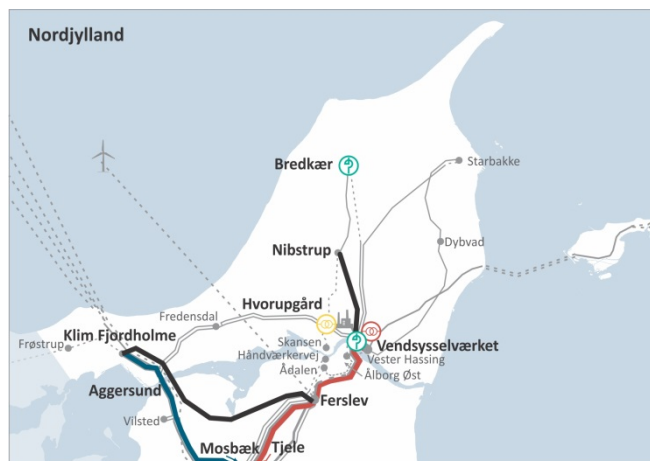 Nordjylland
Bredkær
Starbakke
Dybvad
Nibstrup
Hvorupgård
Fredensdal
Klim Fjordholme
Frøstrup
Skansen
Håndværkervej
Ådalen
Vendsysselværket
Vester Hassing
Ålborg Øst
Aggersund
Ferslev
Vilsted
Mosbæk
Tjele